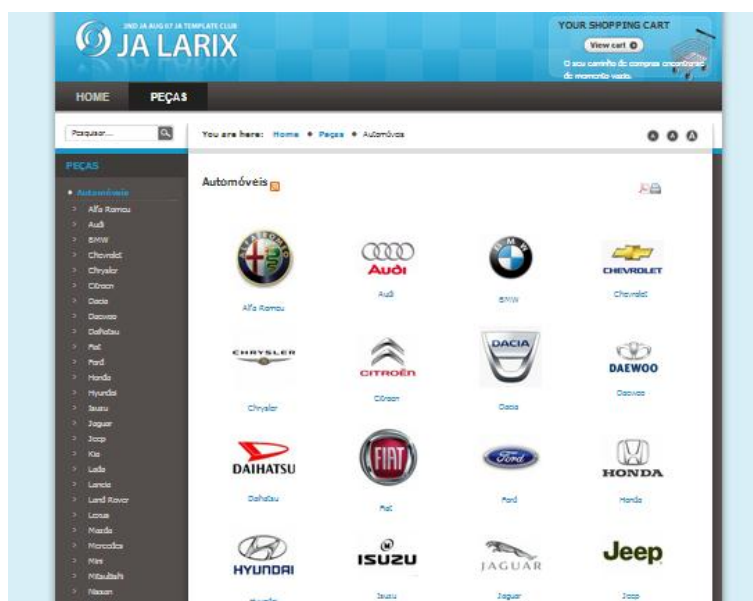 2ND JA AUG 07 JA TEMPLATE CLUB
JA LARIX
YOUR SHOPPING CART
View cart
O seu carrinho de compras encontra-se
de momento vazio.
HOME PEÇAS
Pesquisar...
You are here: Home Peças Automóveis
A A A
PEÇAS
Automóveis
Alfa Romeu
Audi
BMW
Chevrolet
Chrysler
Citroen
Dacia
Daewoo
Daihatsu
Fiat
Ford
Honda
Hyundai
Isuzu
Jaguar
Jeep
Kia
Lada
Lancia
Land Rover
Lexus
Mazda
Mercedes
Mini
Mitsubishi
Nissan
Automóveis
ALFA ROMEO
Audi
BMW
CHEVROLET
Alfa Romeu
Audi
BMW
Chevrolet
CHRYSLER
CITROËN
DACIA
DAEWOO
Chrysler
Citroen
Dacia
Daewoo
DAIHATSU
FIAT
Ford
HONDA
Daihatsu
Fiat
Ford
Honda
HYUNDAI
ISUZU
JAGUAR
Jeep
Hyundai
Isuzu
Jaguar
Jeep